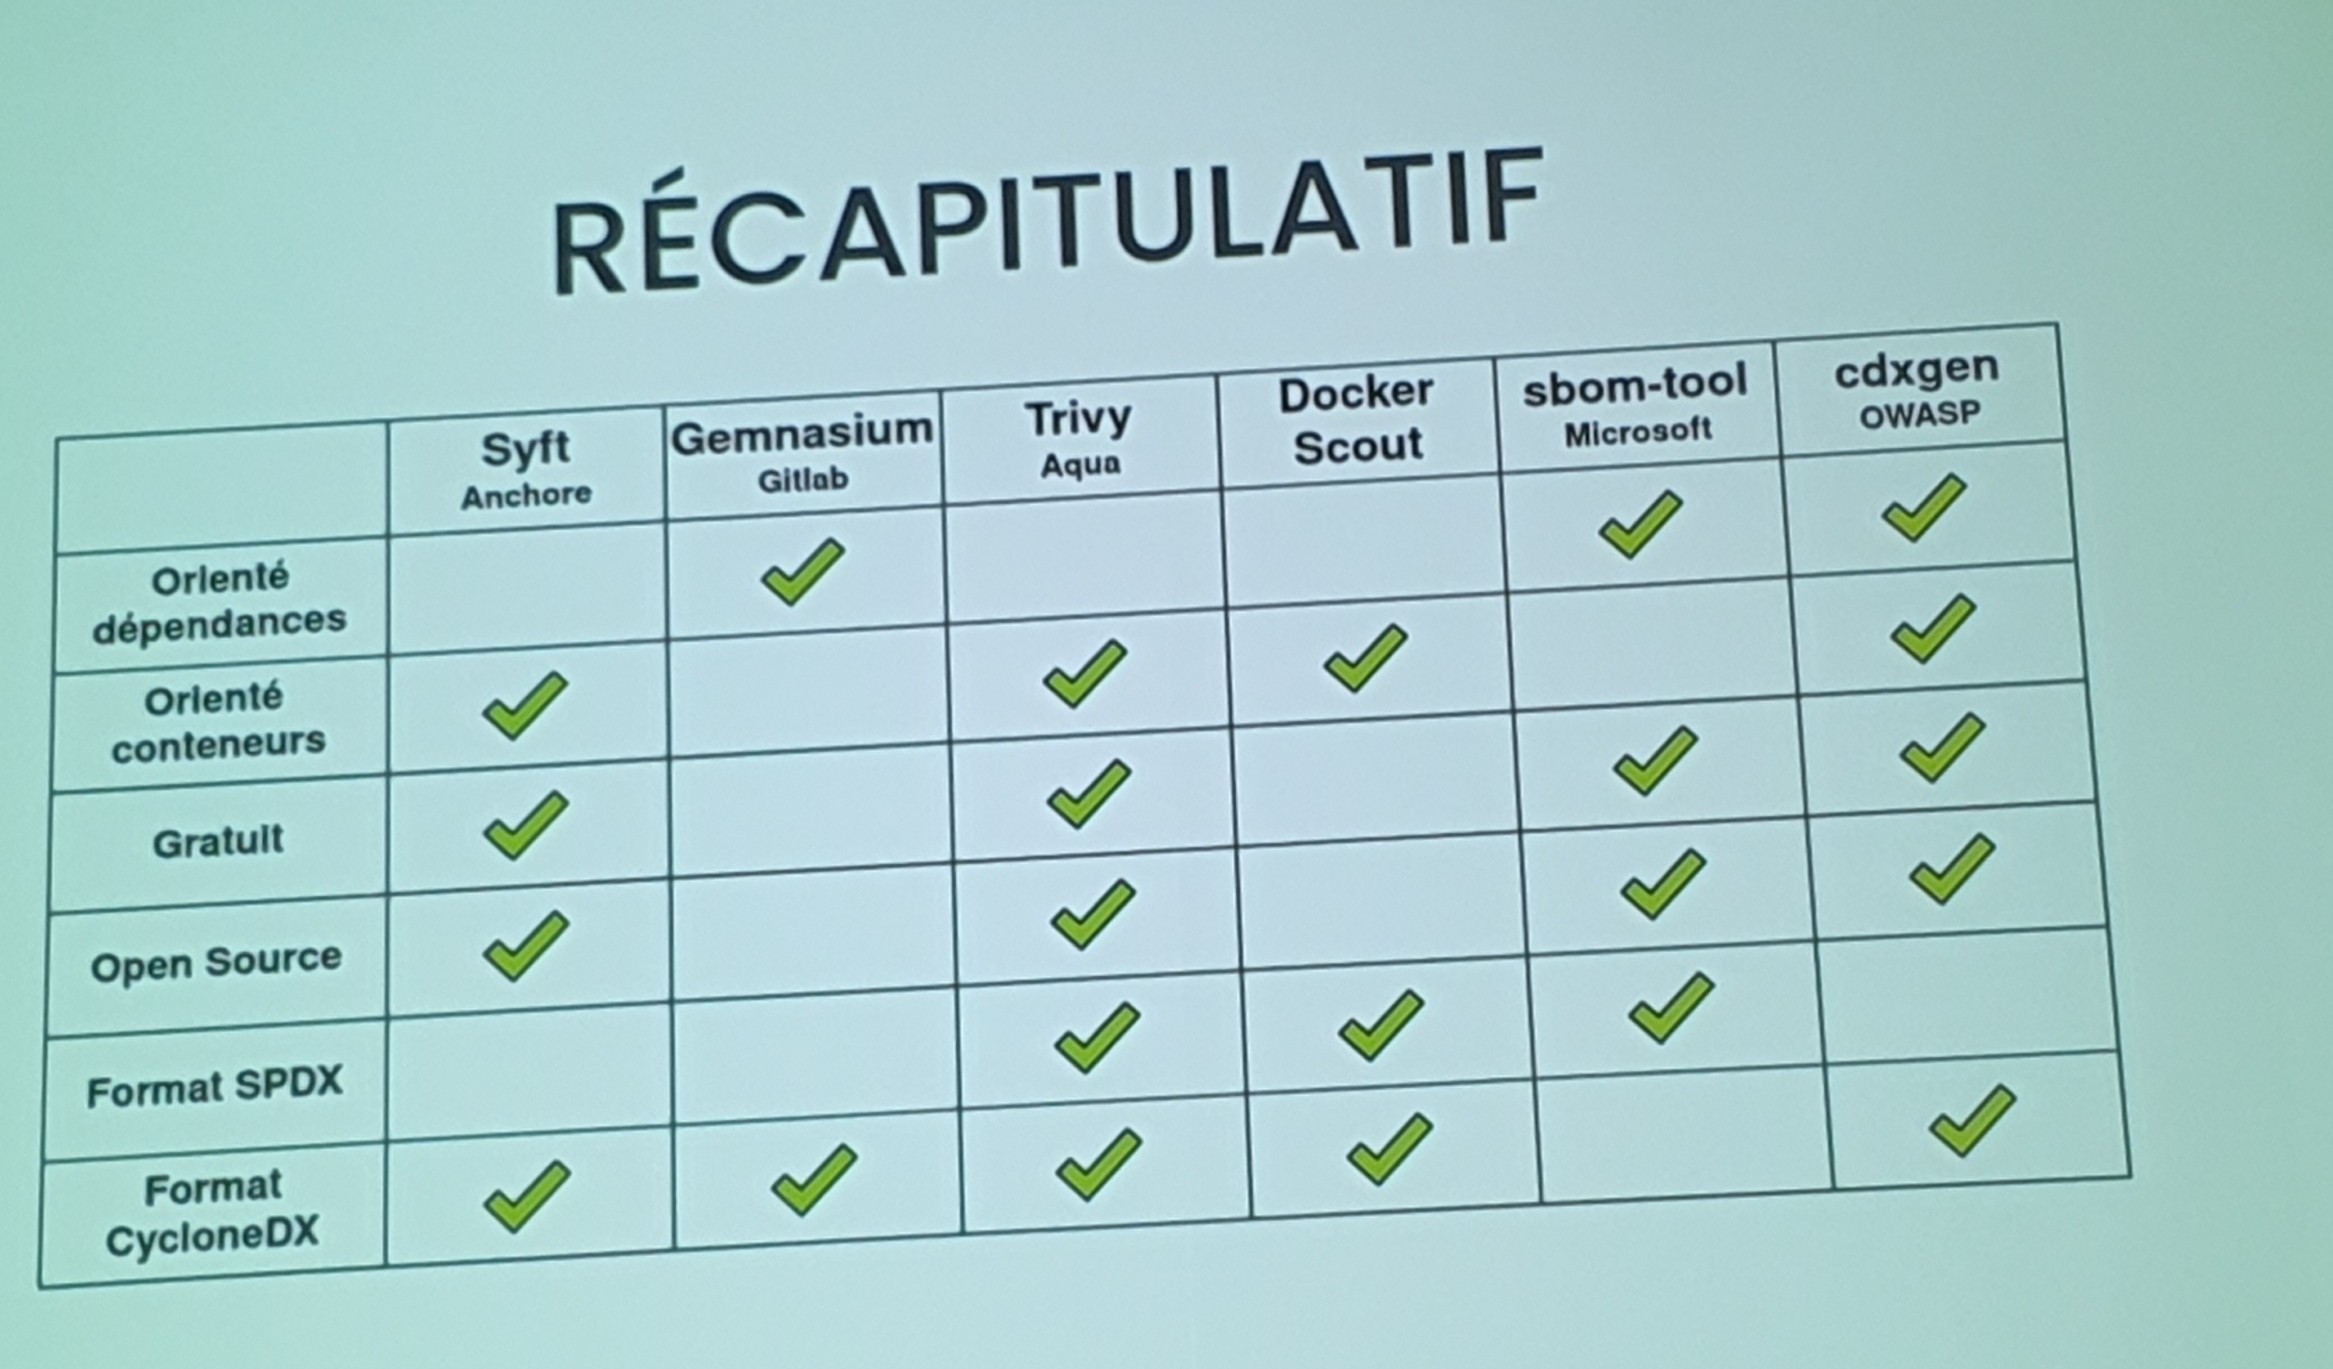 RÉCAPITULATIF
Syft Gemnasium Trivy Docker Scout sbom-tool cdxgen
Anchore Gitlab Aqua Microsoft OWASP
Orienté
dépendances
Orienté
conteneurs
Gratuit
Open Source
Format SPDX
Format
CycloneDX